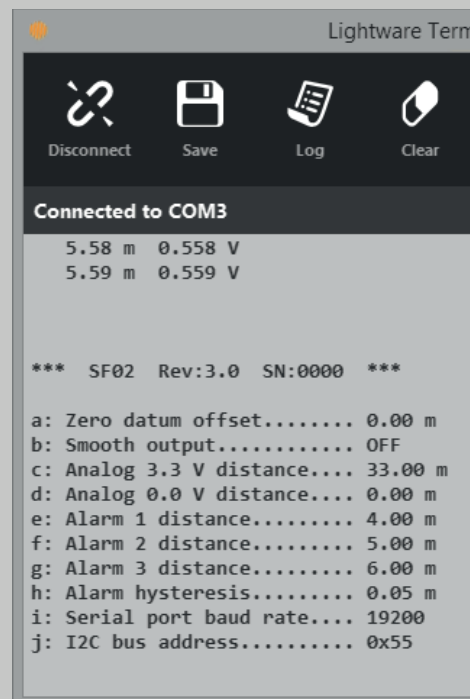 Lightware Term
Disconnect Save Log Clear
Connected to COM3
5.58 m 0.558 V
5.59 m 0.559 V
*** SF02 Rev:3.0 SN:0000 ***
a: Zero datum offset........ 0.00 m
b: Smooth output............ OFF
c: Analog 3.3 V distance.... 33.00 m
d: Analog 0.0 V distance.... 0.00 m
e: Alarm 1 distance......... 4.00 m
f: Alarm 2 distance......... 5.00 m
g: Alarm 3 distance......... 6.00 m
h: Alarm hysteresis......... 0.05 m
i: Serial port baud rate.... 19200
j: I2C bus address.......... 0x55